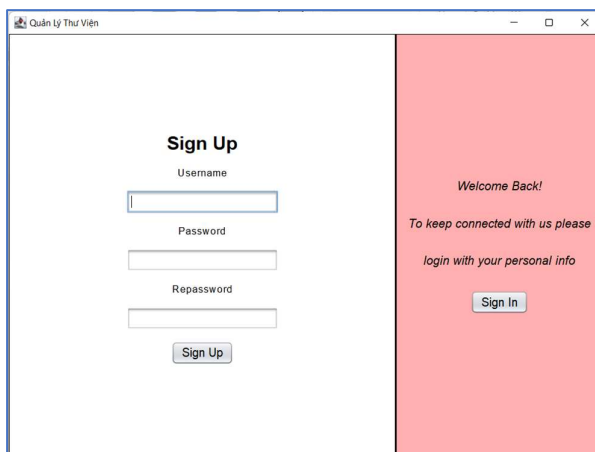 Quản Lý Thư Viện
Sign Up
Username
Password
Repassword
Sign Up
Welcome Back!
To keep connected with us please
login with your personal info
Sign In